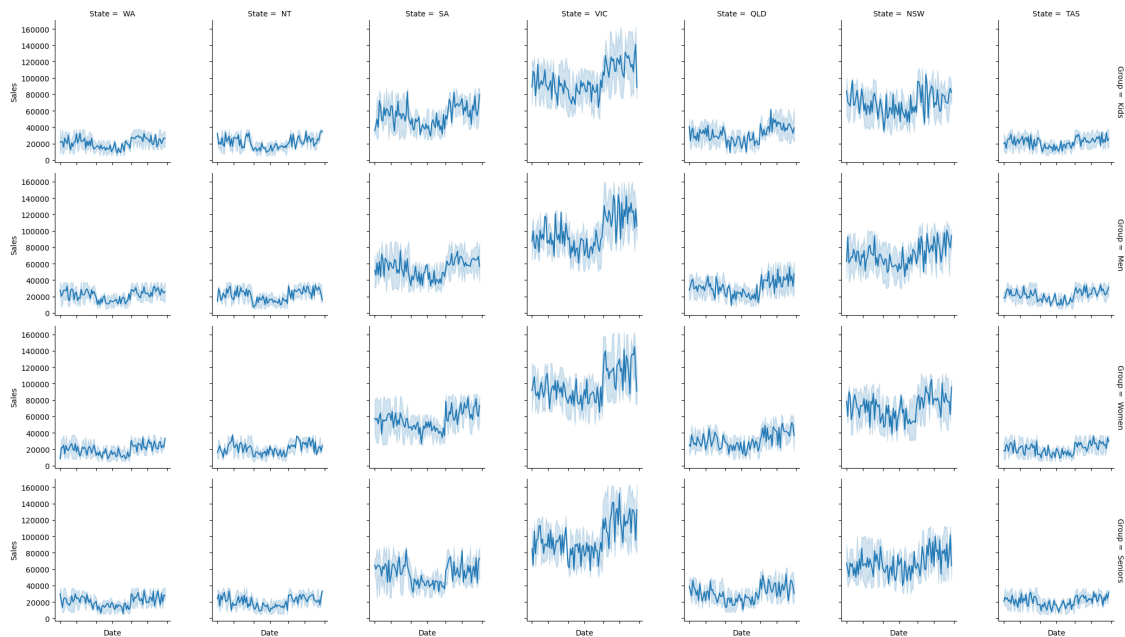 State = WA
State = NT
State = SA
State = VIC
State = QLD
State = NSW
State = TAS
Sales
160000
140000
120000
100000
80000
60000
40000
20000
0
Group = Kids
Sales
160000
140000
120000
100000
80000
60000
40000
20000
0
Group = Men
Sales
160000
140000
120000
100000
80000
60000
40000
20000
0
Group = Women
Sales
160000
140000
120000
100000
80000
60000
40000
20000
0
Group = Seniors
Date
Date
Date
Date
Date
Date
Date